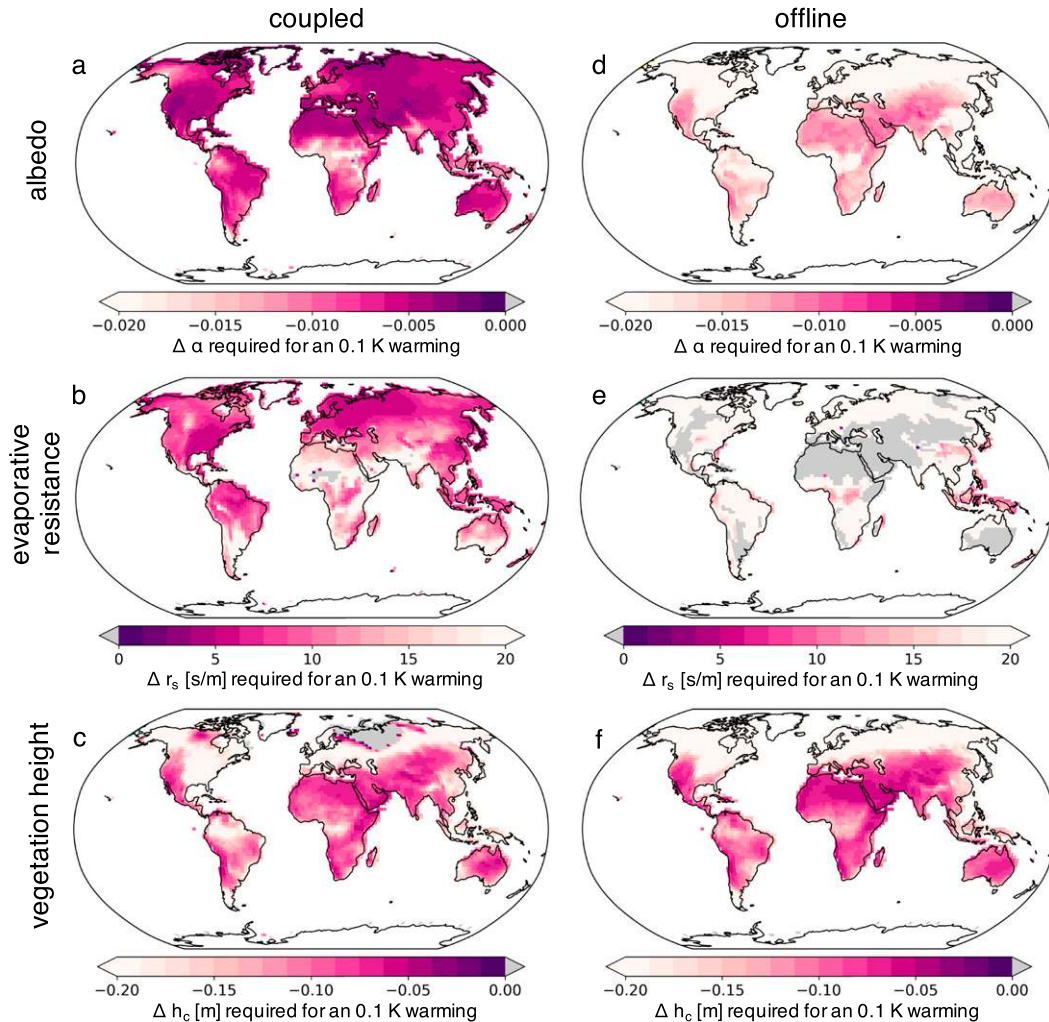 coupled
offline
albedo
a
d
−0.020
−0.015
−0.010
−0.005
0.000
Δ α required for an 0.1 K warming
−0.020
−0.015
−0.010
−0.005
0.000
Δ α required for an 0.1 K warming
evaporative
resistance
b
e
0
5
10
15
20
Δ rₛ [s/m] required for an 0.1 K warming
0
5
10
15
20
Δ rₛ [s/m] required for an 0.1 K warming
vegetation height
c
f
−0.20
−0.15
−0.10
−0.05
0.00
Δ h_c [m] required for an 0.1 K warming
−0.20
−0.15
−0.10
−0.05
0.00
Δ h_c [m] required for an 0.1 K warming